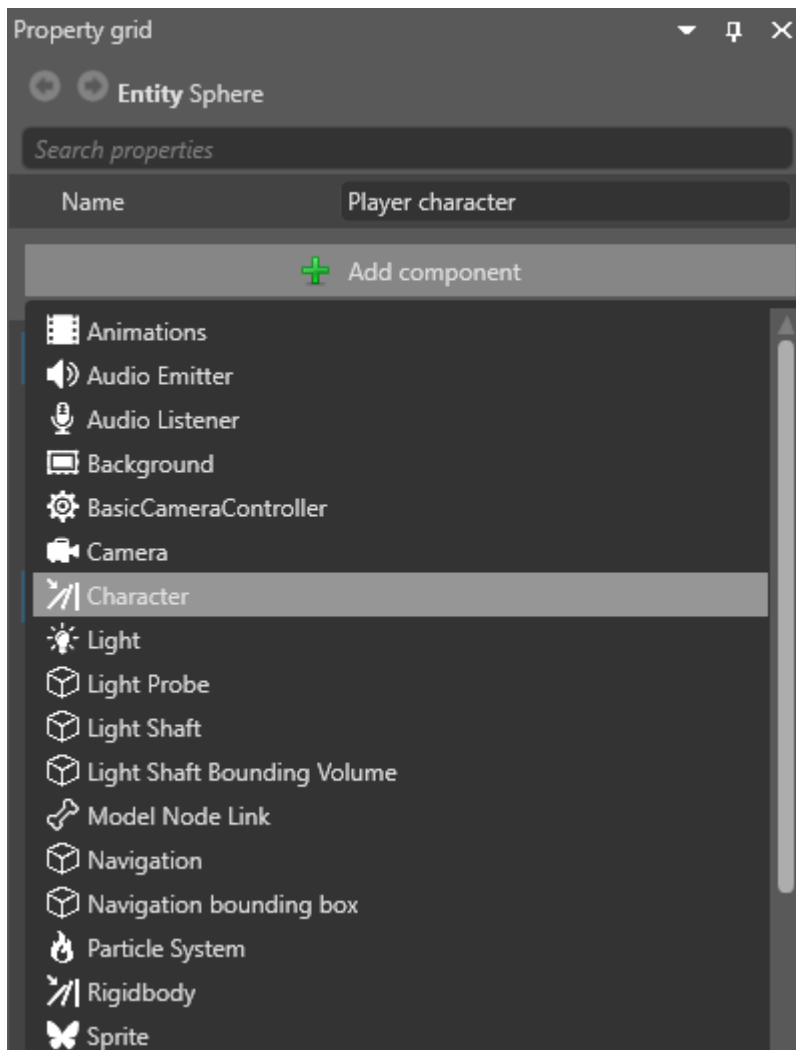 Property grid
Entity Sphere
Search properties
Name Player character
Add component
Animations
Audio Emitter
Audio Listener
Background
BasicCameraController
Camera
Character
Light
Light Probe
Light Shaft
Light Shaft Bounding Volume
Model Node Link
Navigation
Navigation bounding box
Particle System
Rigidbody
Sprite